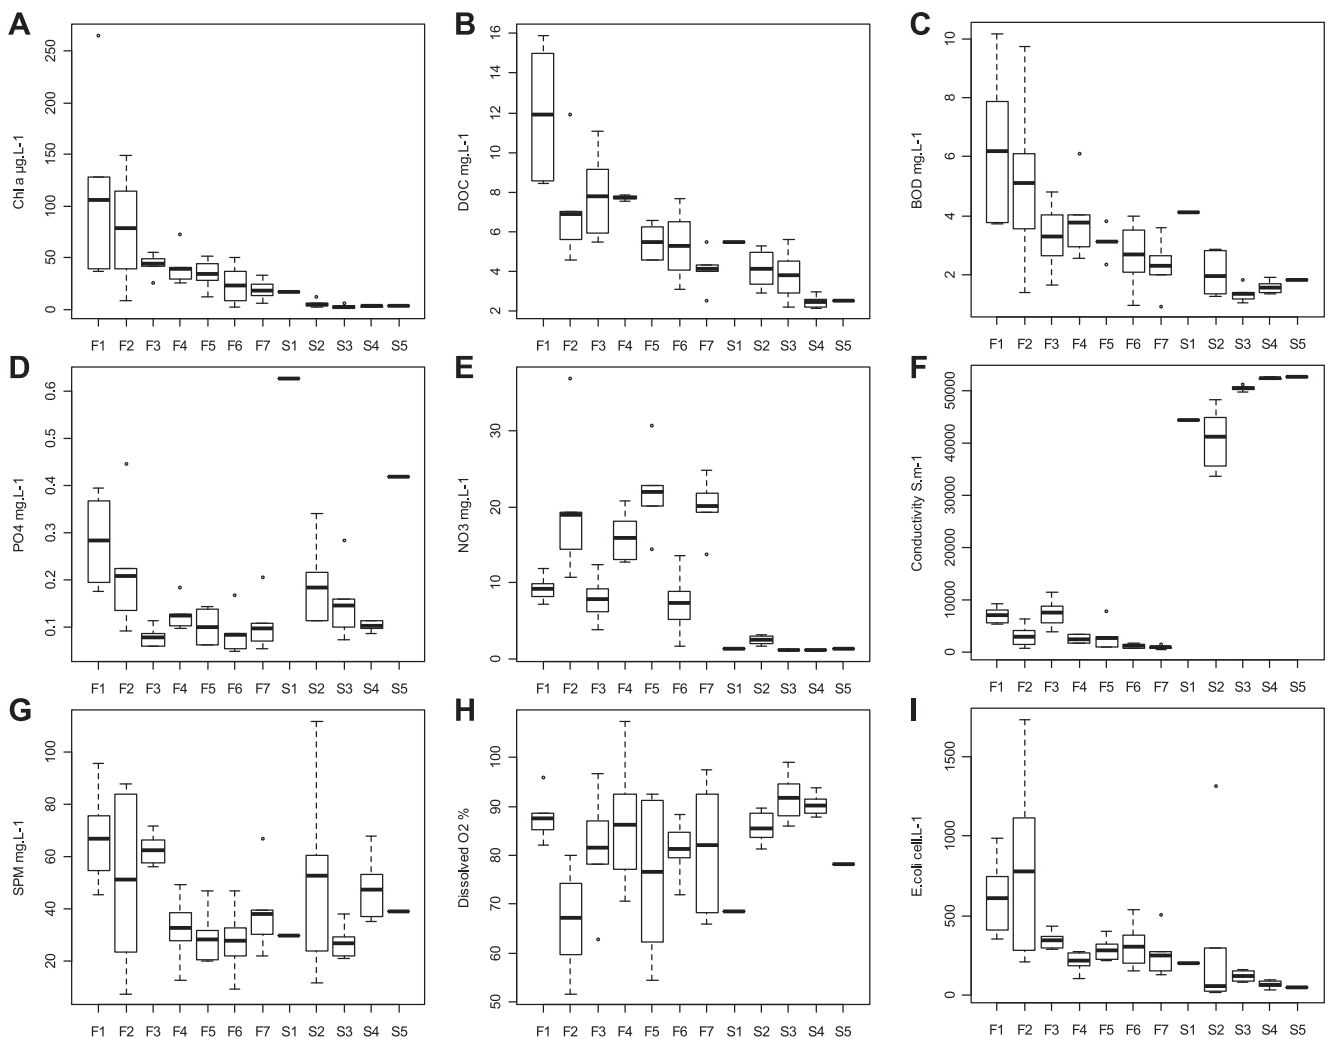 A
Chl a µg.L-1
250
200
150
100
50
0
F1 F2 F3 F4 F5 F6 F7 S1 S2 S3 S4 S5
B
DOC mg.L-1
16
14
12
10
8
6
4
2
F1 F2 F3 F4 F5 F6 F7 S1 S2 S3 S4 S5
C
BOD mg.L-1
10
8
6
4
2
F1 F2 F3 F4 F5 F6 F7 S1 S2 S3 S4 S5
D
PO4 mg.L-1
0.6
0.5
0.4
0.3
0.2
0.1
F1 F2 F3 F4 F5 F6 F7 S1 S2 S3 S4 S5
E
NO3 mg.L-1
30
20
10
0
F1 F2 F3 F4 F5 F6 F7 S1 S2 S3 S4 S5
F
Conductivity S.m-1
50000
40000
30000
20000
10000
0
F1 F2 F3 F4 F5 F6 F7 S1 S2 S3 S4 S5
G
SPM mg.L-1
100
80
60
40
20
F1 F2 F3 F4 F5 F6 F7 S1 S2 S3 S4 S5
H
Dissolved O2 %
100
90
80
70
60
50
F1 F2 F3 F4 F5 F6 F7 S1 S2 S3 S4 S5
I
E.coli cell.L-1
1500
1000
500
0
F1 F2 F3 F4 F5 F6 F7 S1 S2 S3 S4 S5